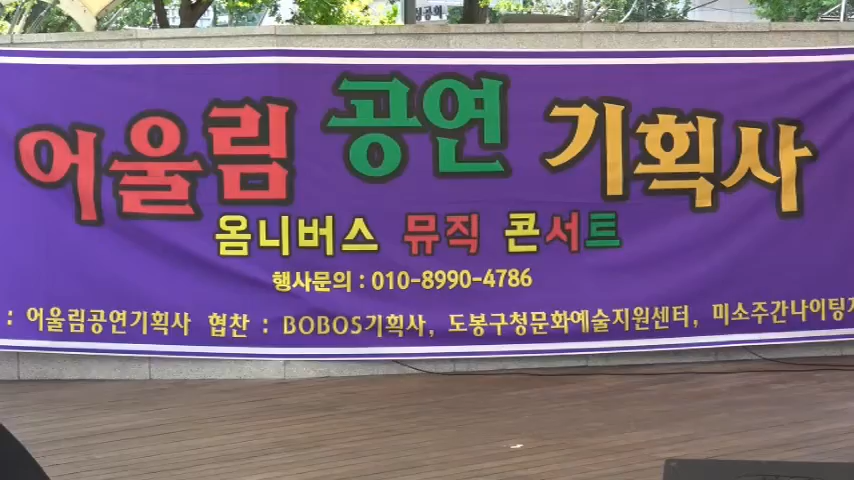 어울림 공연 기획사
옴니버스 뮤직 콘서트
행사문의 : 010-8990-4786
: 어울림공연기획사 협찬 : BOBOS기획사, 도봉구청문화예술지원센터, 미소주간나이팅